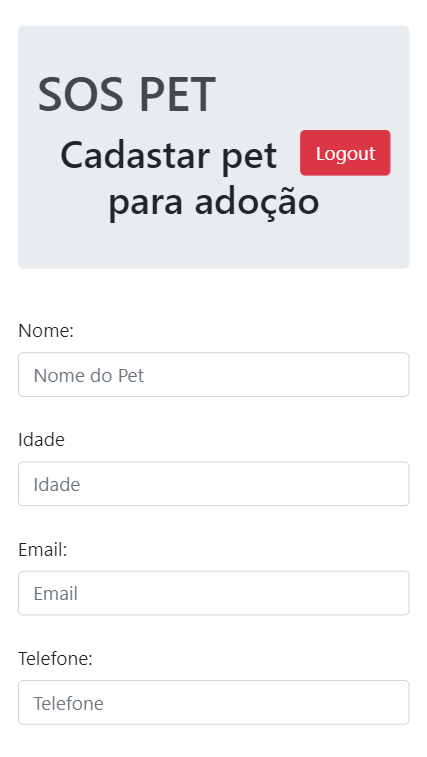 SOS PET
Cadastar pet
Logout
para adoção
Nome:
Nome do Pet
Idade
Idade
Email:
Email
Telefone:
Telefone